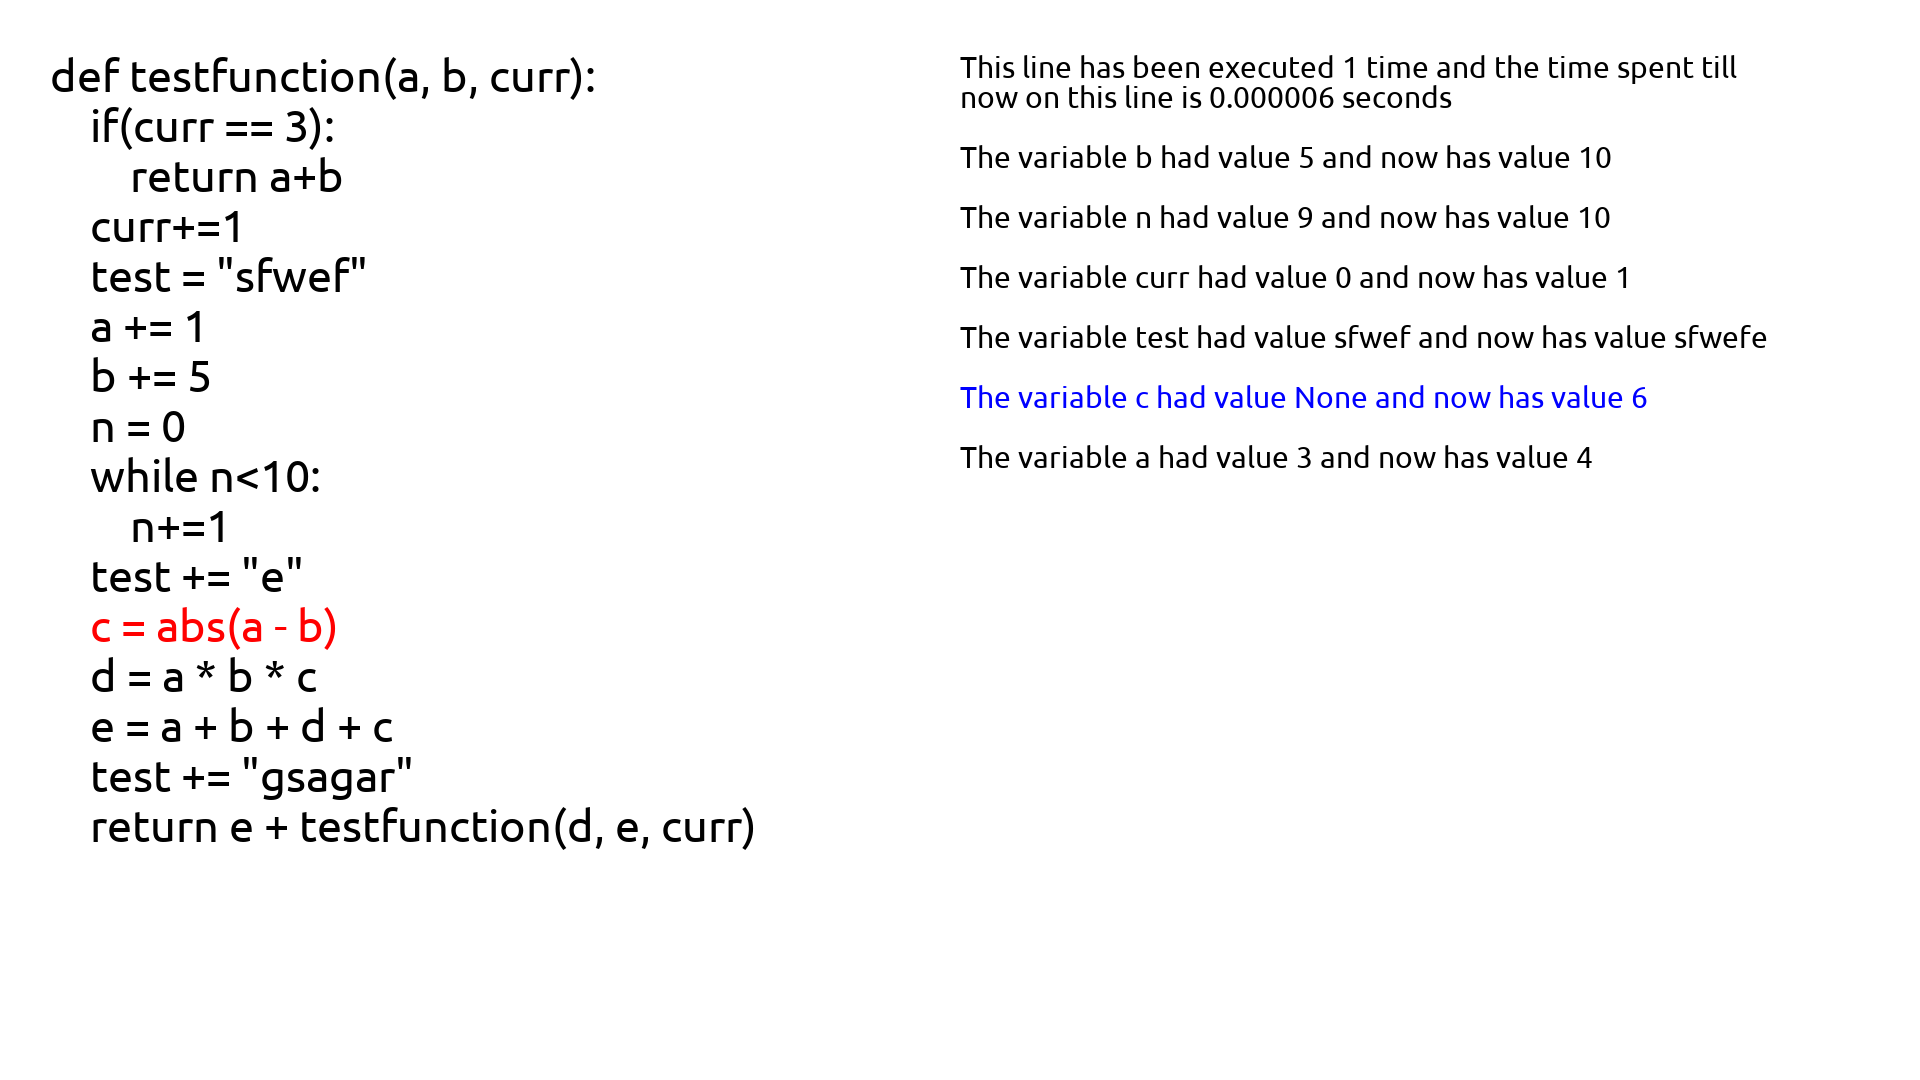 def testfunction(a, b, curr):
    if(curr == 3):
        return a+b
    curr+=1
    test = "sfwef"
    a += 1
    b += 5
    n = 0
    while n<10:
        n+=1
    test += "e"
    c = abs(a - b)
    d = a * b * c
    e = a + b + d + c
    test += "gsagar"
    return e + testfunction(d, e, curr)
This line has been executed 1 time and the time spent till
now on this line is 0.000006 seconds
The variable b had value 5 and now has value 10
The variable n had value 9 and now has value 10
The variable curr had value 0 and now has value 1
The variable test had value sfwef and now has value sfwefe
The variable c had value None and now has value 6
The variable a had value 3 and now has value 4